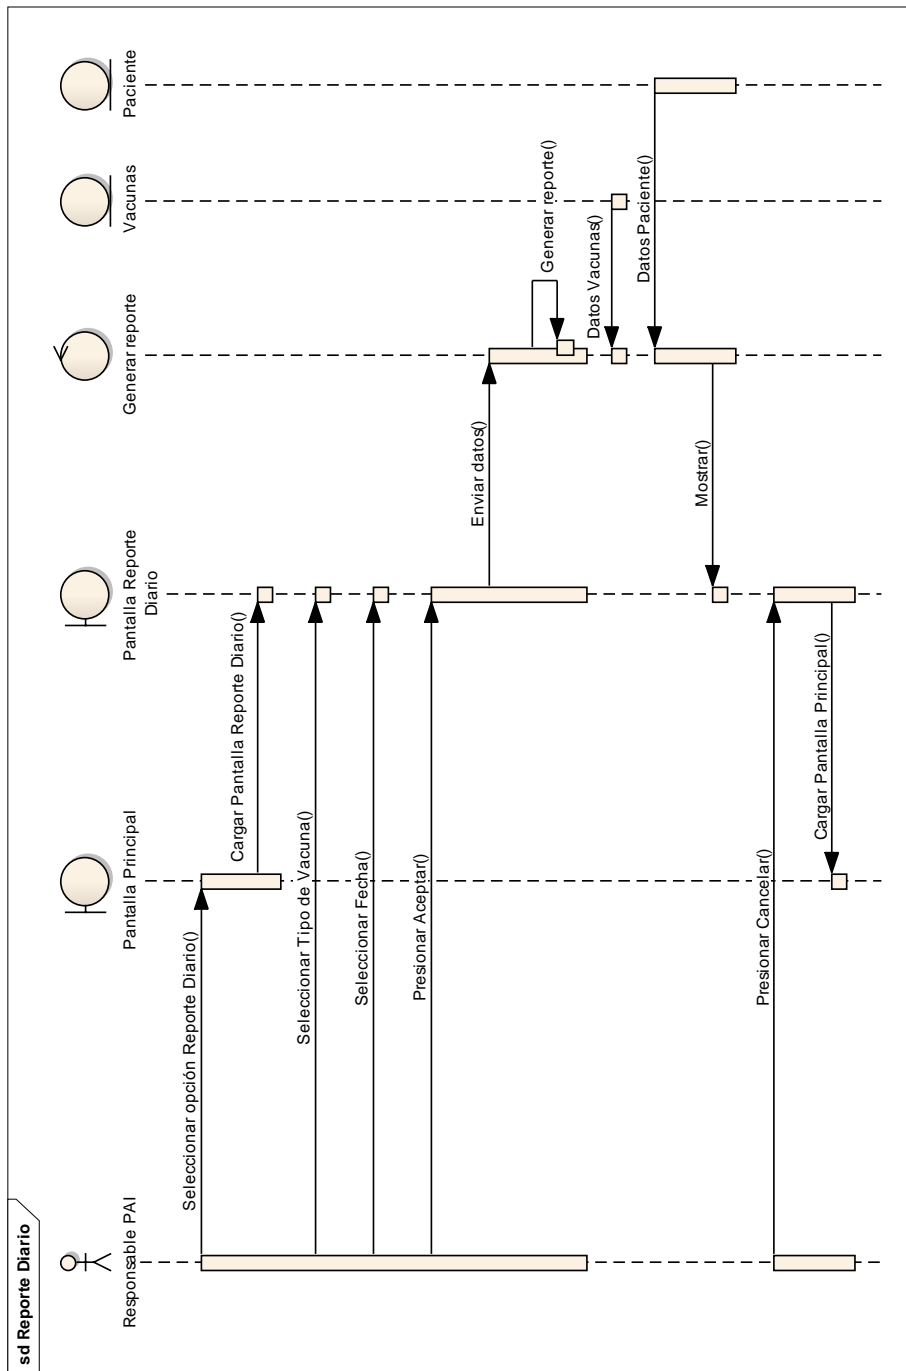 sd Reporte Diario
Responsable PAI
Pantalla Principal
Pantalla Reporte
Diario
Generar reporte
Vacunas
Paciente
Seleccionar opción Reporte Diario()
Cargar Pantalla Reporte Diario()
Seleccionar Tipo de Vacuna()
Seleccionar Fecha()
Presionar Aceptar()
Enviar datos()
Generar reporte()
Datos Vacunas()
Datos Paciente()
Mostrar()
Presionar Cancelar()
Cargar Pantalla Principal()